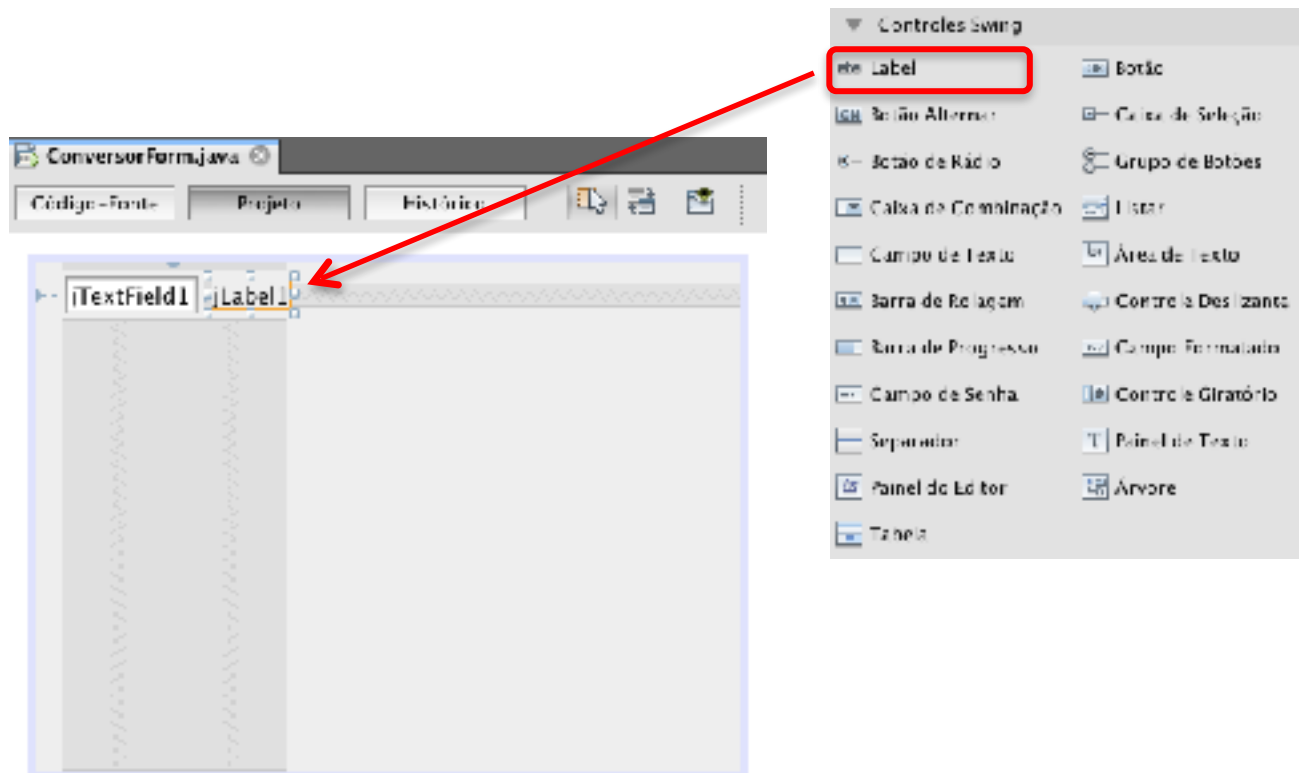 Controles Swing
Label
Botão
Botão Alternar
Caixa de Seleção
Botão de Rádio
Grupo de Botões
Caixa de Combinação
Listar
Campo de Texto
Área de Texto
Barra de Rolagem
Controle Deslizante
Barra de Progresso
Campo Formatado
Campo de Senha
Controle Giratório
Separador
Painel de Texto
Painel do Editor
Árvore
Tabela
ConversorForm.java
Código-Fonte
Projeto
Histórico
jTextField1
jLabel1